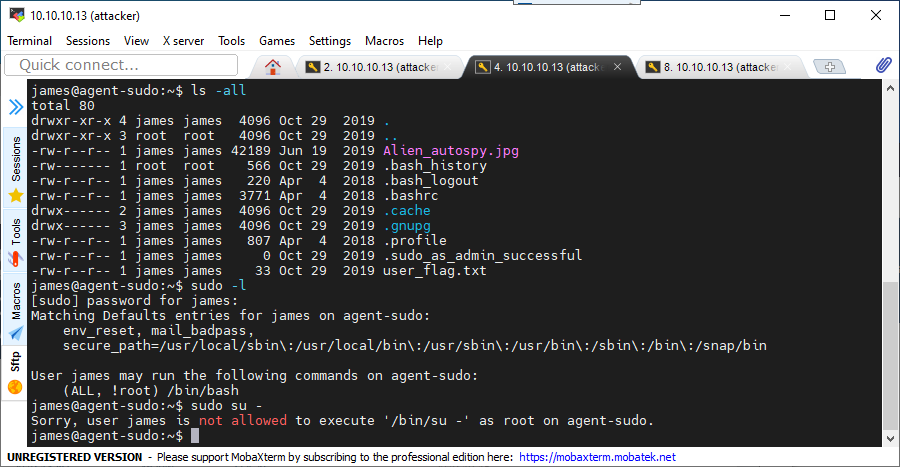 10.10.10.13 (attacker)
Terminal Sessions View X server Tools Games Settings Macros Help
Quick connect...
2. 10.10.10.13 (attacker
4. 10.10.10.13 (attacker
8. 10.10.10.13 (attacker
Sessions
Tools
Macros
Sftp
james@agent-sudo:~$ ls -all
total 80
drwxr-xr-x 4 james james  4096 Oct 29  2019 .
drwxr-xr-x 3 root  root   4096 Oct 29  2019 ..
-rw-r--r-- 1 james james 42189 Jun 19  2019 Alien_autospy.jpg
-rw------- 1 root  root    566 Oct 29  2019 .bash_history
-rw-r--r-- 1 james james   220 Apr  4  2018 .bash_logout
-rw-r--r-- 1 james james  3771 Apr  4  2018 .bashrc
drwx------ 2 james james  4096 Oct 29  2019 .cache
drwx------ 3 james james  4096 Oct 29  2019 .gnupg
-rw-r--r-- 1 james james   807 Apr  4  2018 .profile
-rw-r--r-- 1 james james     0 Oct 29  2019 .sudo_as_admin_successful
-rw-r--r-- 1 james james    33 Oct 29  2019 user_flag.txt
james@agent-sudo:~$ sudo -l
[sudo] password for james:
Matching Defaults entries for james on agent-sudo:
    env_reset, mail_badpass,
    secure_path=/usr/local/sbin\:/usr/local/bin\:/usr/sbin\:/usr/bin\:/sbin\:/bin\:/snap/bin
User james may run the following commands on agent-sudo:
    (ALL, !root) /bin/bash
james@agent-sudo:~$ sudo su -
Sorry, user james is not allowed to execute '/bin/su -' as root on agent-sudo.
james@agent-sudo:~$
UNREGISTERED VERSION - Please support MobaXterm by subscribing to the professional edition here: https://mobaxterm.mobatek.net